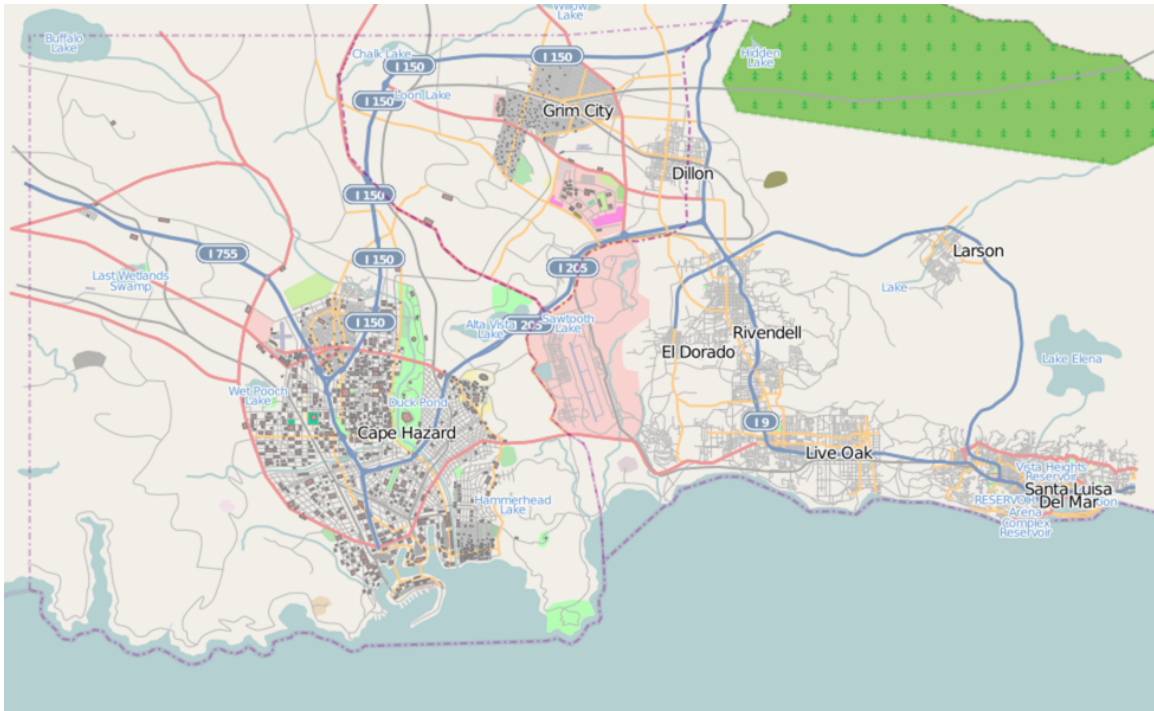 Willow
Lake
Buffalo
Lake
Chalk Lake
I 150
I 150
Hidden
Lake
I 150
Loon Lake
Grim City
Dillon
I 150
I 755
I 150
Larson
Last Wetlands
Swamp
I 205
Lake
I 150
Alta Vista
Lake
205
Sawtooth
Lake
Rivendell
El Dorado
Lake Elena
Wet Pooch
Lake
Duck Pond
I 9
Cape Hazard
Live Oak
Vista Heights
Reservoir
Santa Luisa
Del Mar
RESERVOIR
Arena
Complex
Reservoir
Hammerhead
Lake